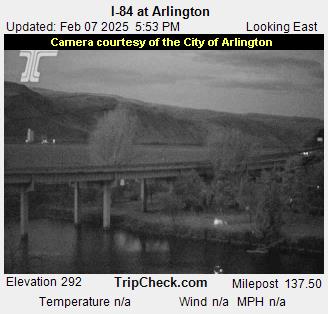 I-84 at Arlington
Updated: Feb 07 2025 5:53 PM Looking East
Camera courtesy of the City of Arlington
Elevation 292 TripCheck.com Milepost 137.50
Temperature n/a Wind n/a MPH n/a